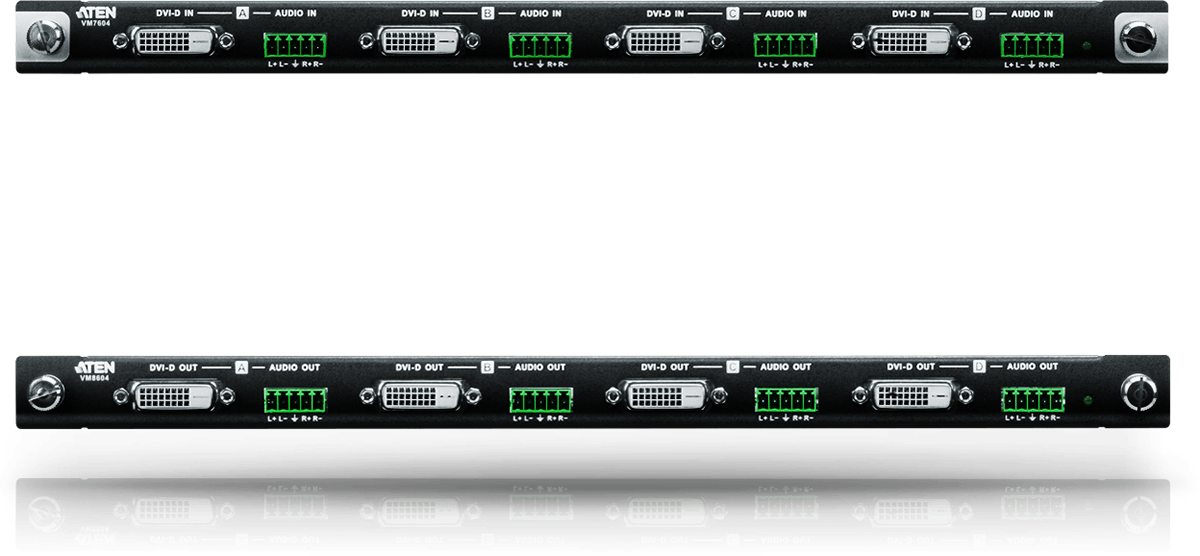 ATEN
VM7604
DVI-D IN A AUDIO IN DVI-D IN B AUDIO IN DVI-D IN C AUDIO IN DVI-D IN D AUDIO IN
L+ L- R+ R- L+ L- R+ R- L+ L- R+ R- L+ L- R+ R-
ATEN
VM8604
DVI-D OUT A AUDIO OUT DVI-D OUT B AUDIO OUT DVI-D OUT C AUDIO OUT DVI-D OUT D AUDIO OUT
L+ L- R+ R- L+ L- R+ R- L+ L- R+ R- L+ L- R+ R-